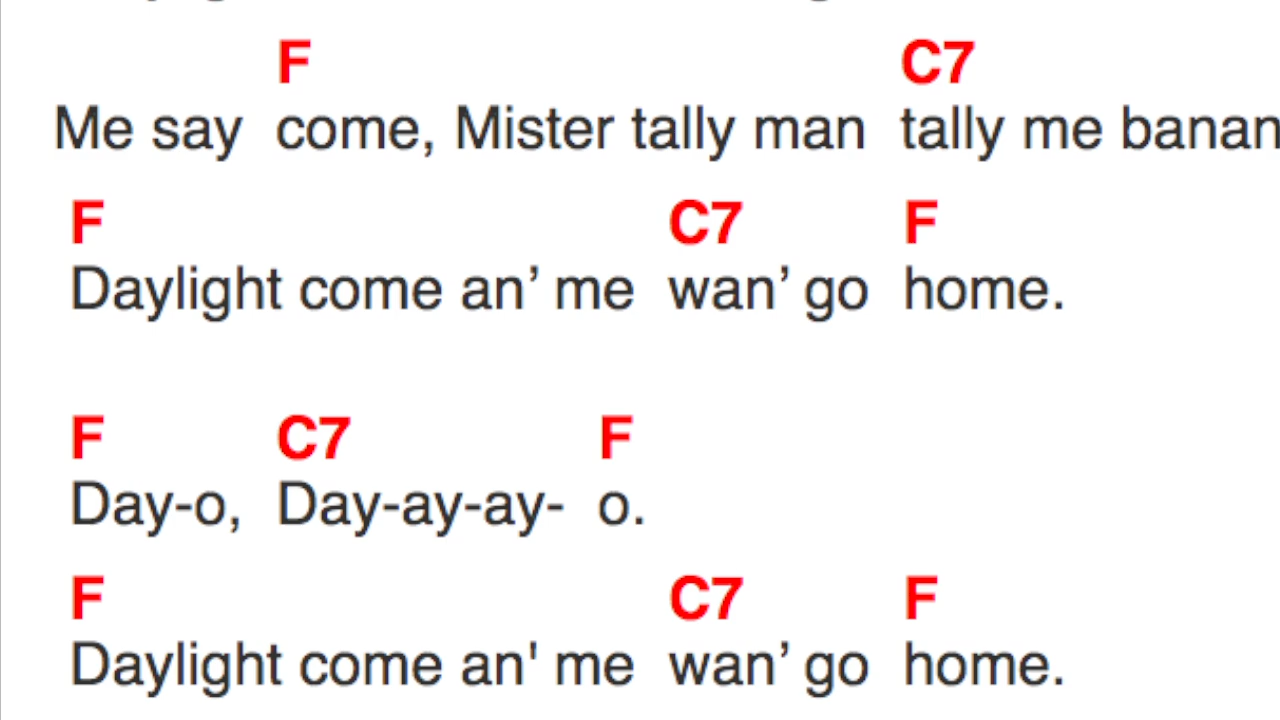 F C7
Me say come, Mister tally man tally me banan
F C7 F
Daylight come an’ me wan’ go home.
F C7 F
Day-o, Day-ay-ay- o.
F C7 F
Daylight come an' me wan’ go home.